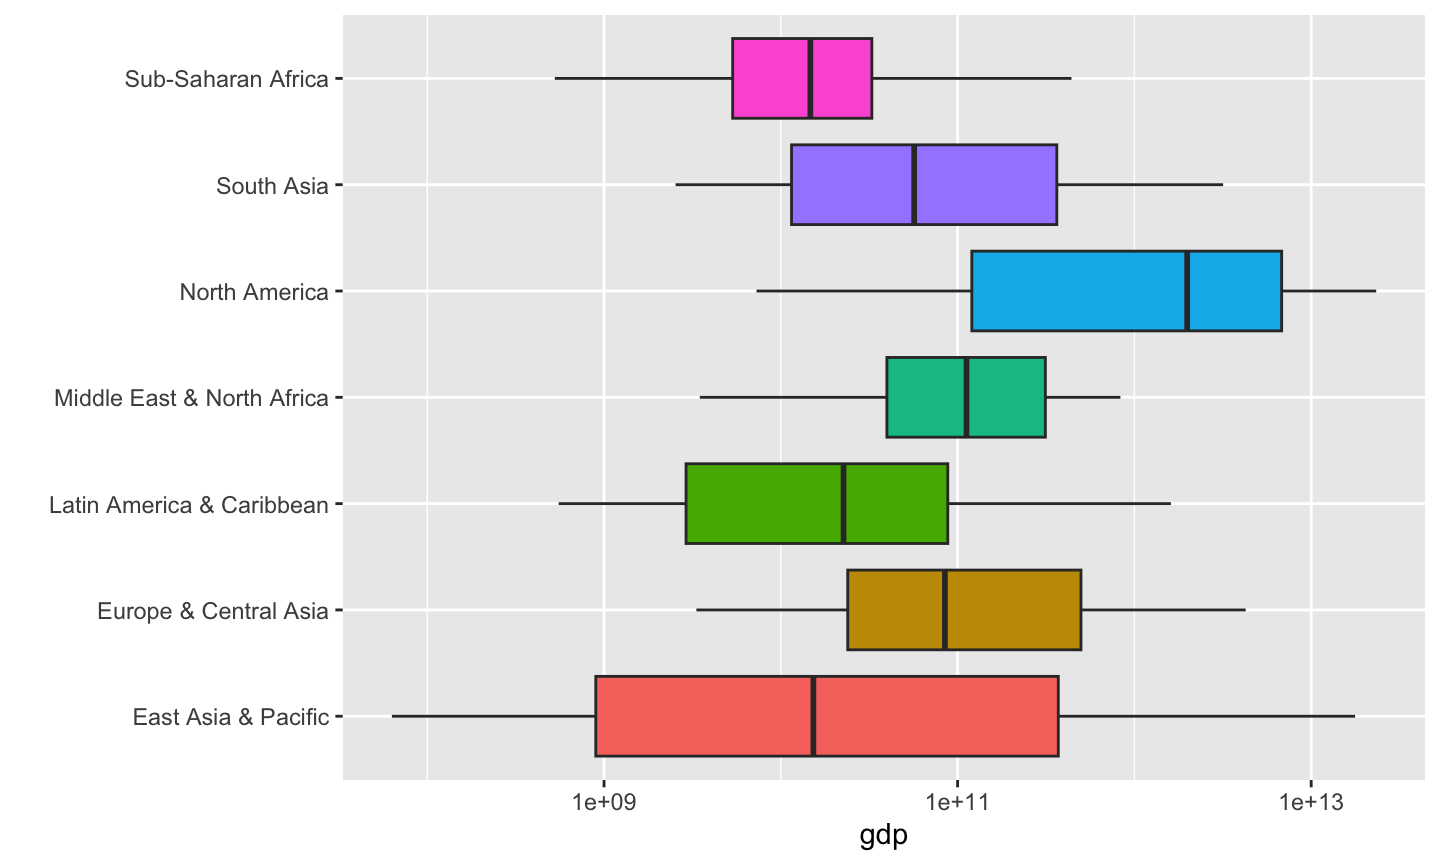 Sub-Saharan Africa
South Asia
North America
Middle East & North Africa
Latin America & Caribbean
Europe & Central Asia
East Asia & Pacific
1e+09 1e+11 1e+13
gdp